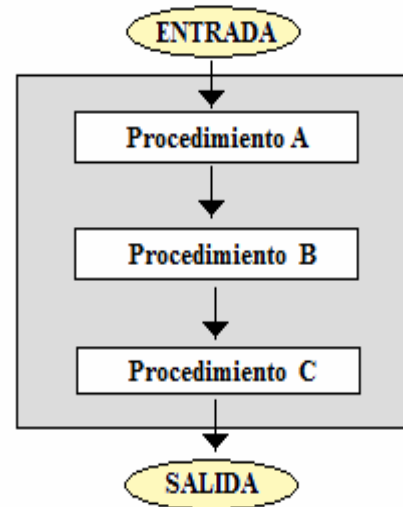 ENTRADA
Procedimiento A
Procedimiento B
Procedimiento C
SALIDA